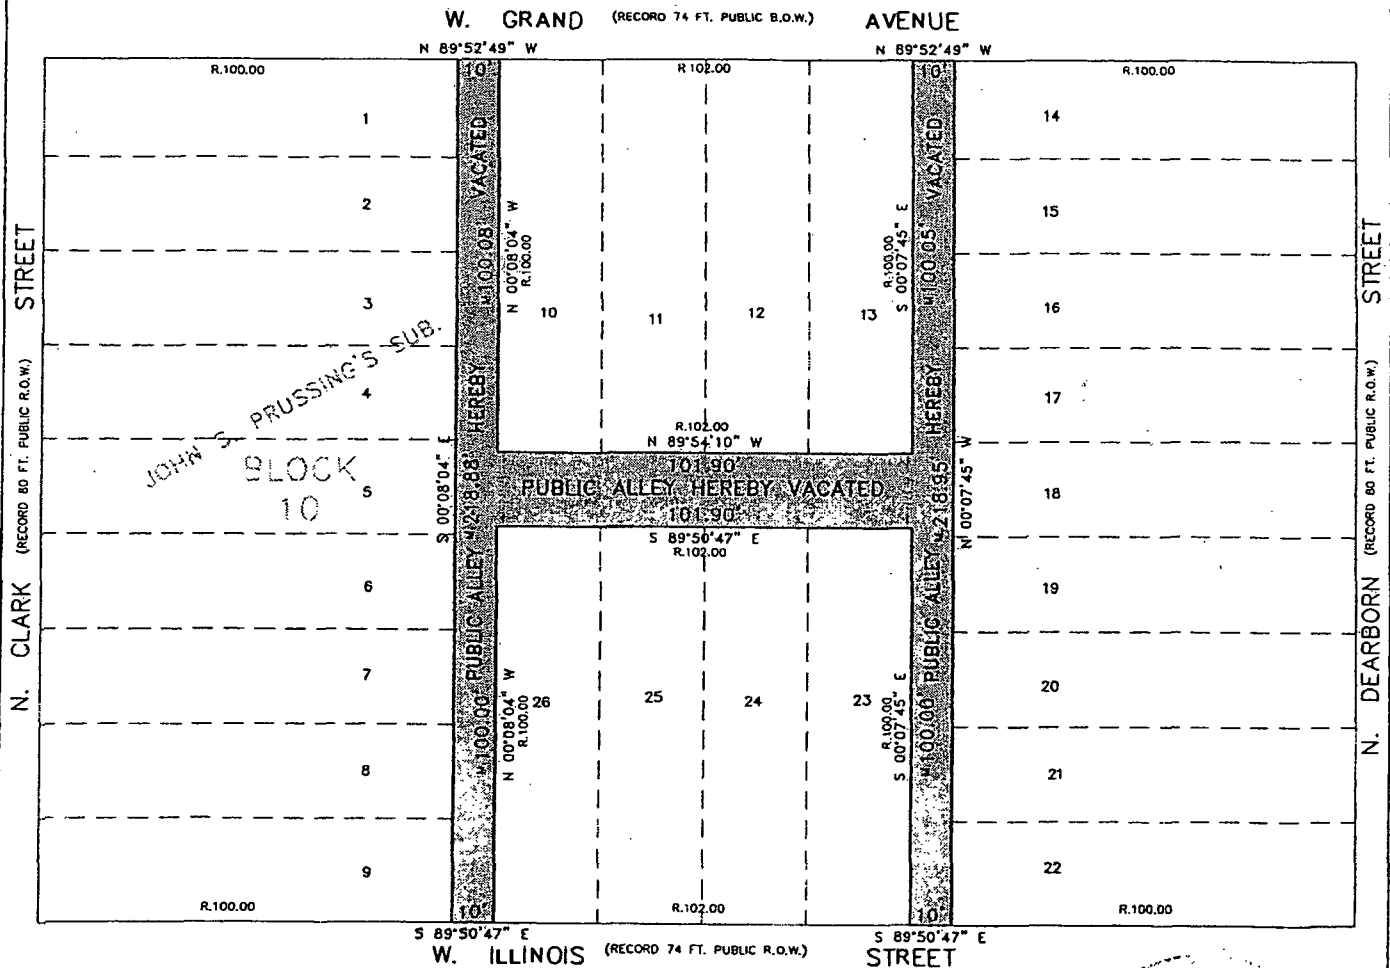 W. GRAND (RECORD 74 FT. PUBLIC B.O.W.) AVENUE
N 89°52'49" W
N 89°52'49" W
R.100.00
10'
R 102.00
10'
R.100.00
1
2
3
4
5
6
7
8
9
JOHN S. PRUSSING'S SUB.
BLOCK
10
N. CLARK (RECORD 80 FT. PUBLIC R.O.W.) STREET
S 00°08'04" E
M 218.88'
PUBLIC ALLEY HEREBY VACATED
M 100.08'
M 100.00'
N 00°08'04" W
R.100.00
10
11
12
13
R.100.00
S 00°07'45" E
R.102.00
N 89°54'10" W
101.90'
PUBLIC ALLEY HEREBY VACATED
101.90'
S 89°50'47" E
R.102.00
N 00°08'04" W
R.100.00
26
25
24
23
R.100.00
S 00°07'45" E
PUBLIC ALLEY HEREBY VACATED
M 100.05'
M 218.95'
M 100.00'
N 00°07'45" W
14
15
16
17
18
19
20
21
22
N. DEARBORN (RECORD 80 FT. PUBLIC R.O.W.) STREET
R.100.00
10'
R.102.00
10'
R.100.00
S 89°50'47" E
S 89°50'47" E
W. ILLINOIS (RECORD 74 FT. PUBLIC R.O.W.) STREET